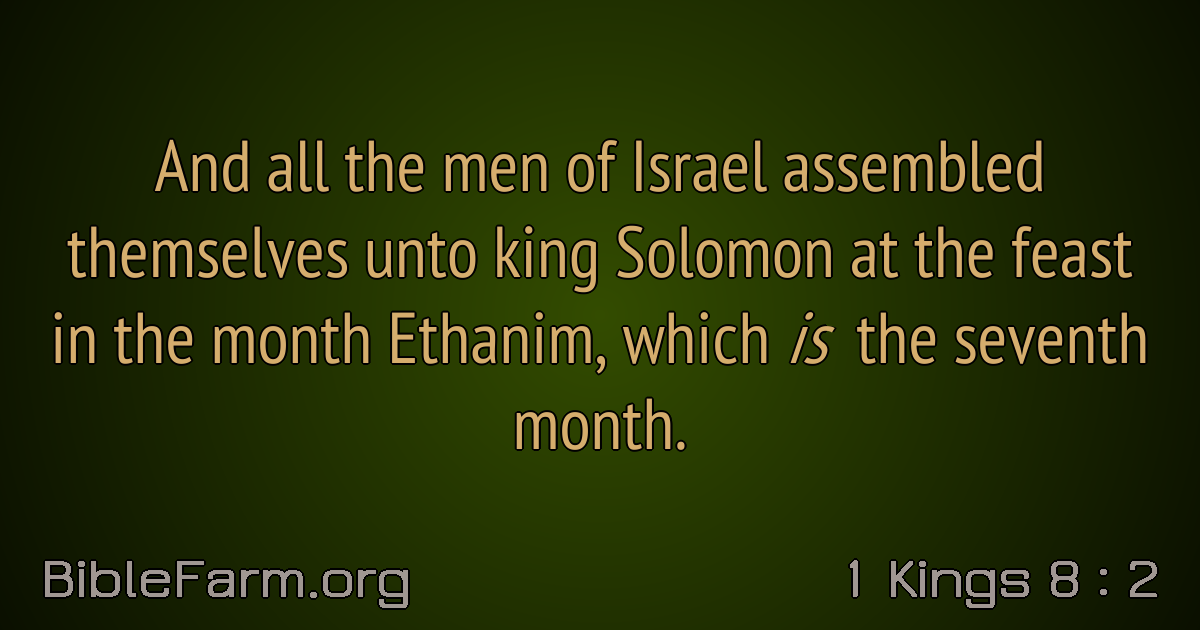 And all the men of Israel assembled
themselves unto king Solomon at the feast
in the month Ethanim, which is the seventh
month.
BibleFarm.org
1 Kings 8 : 2